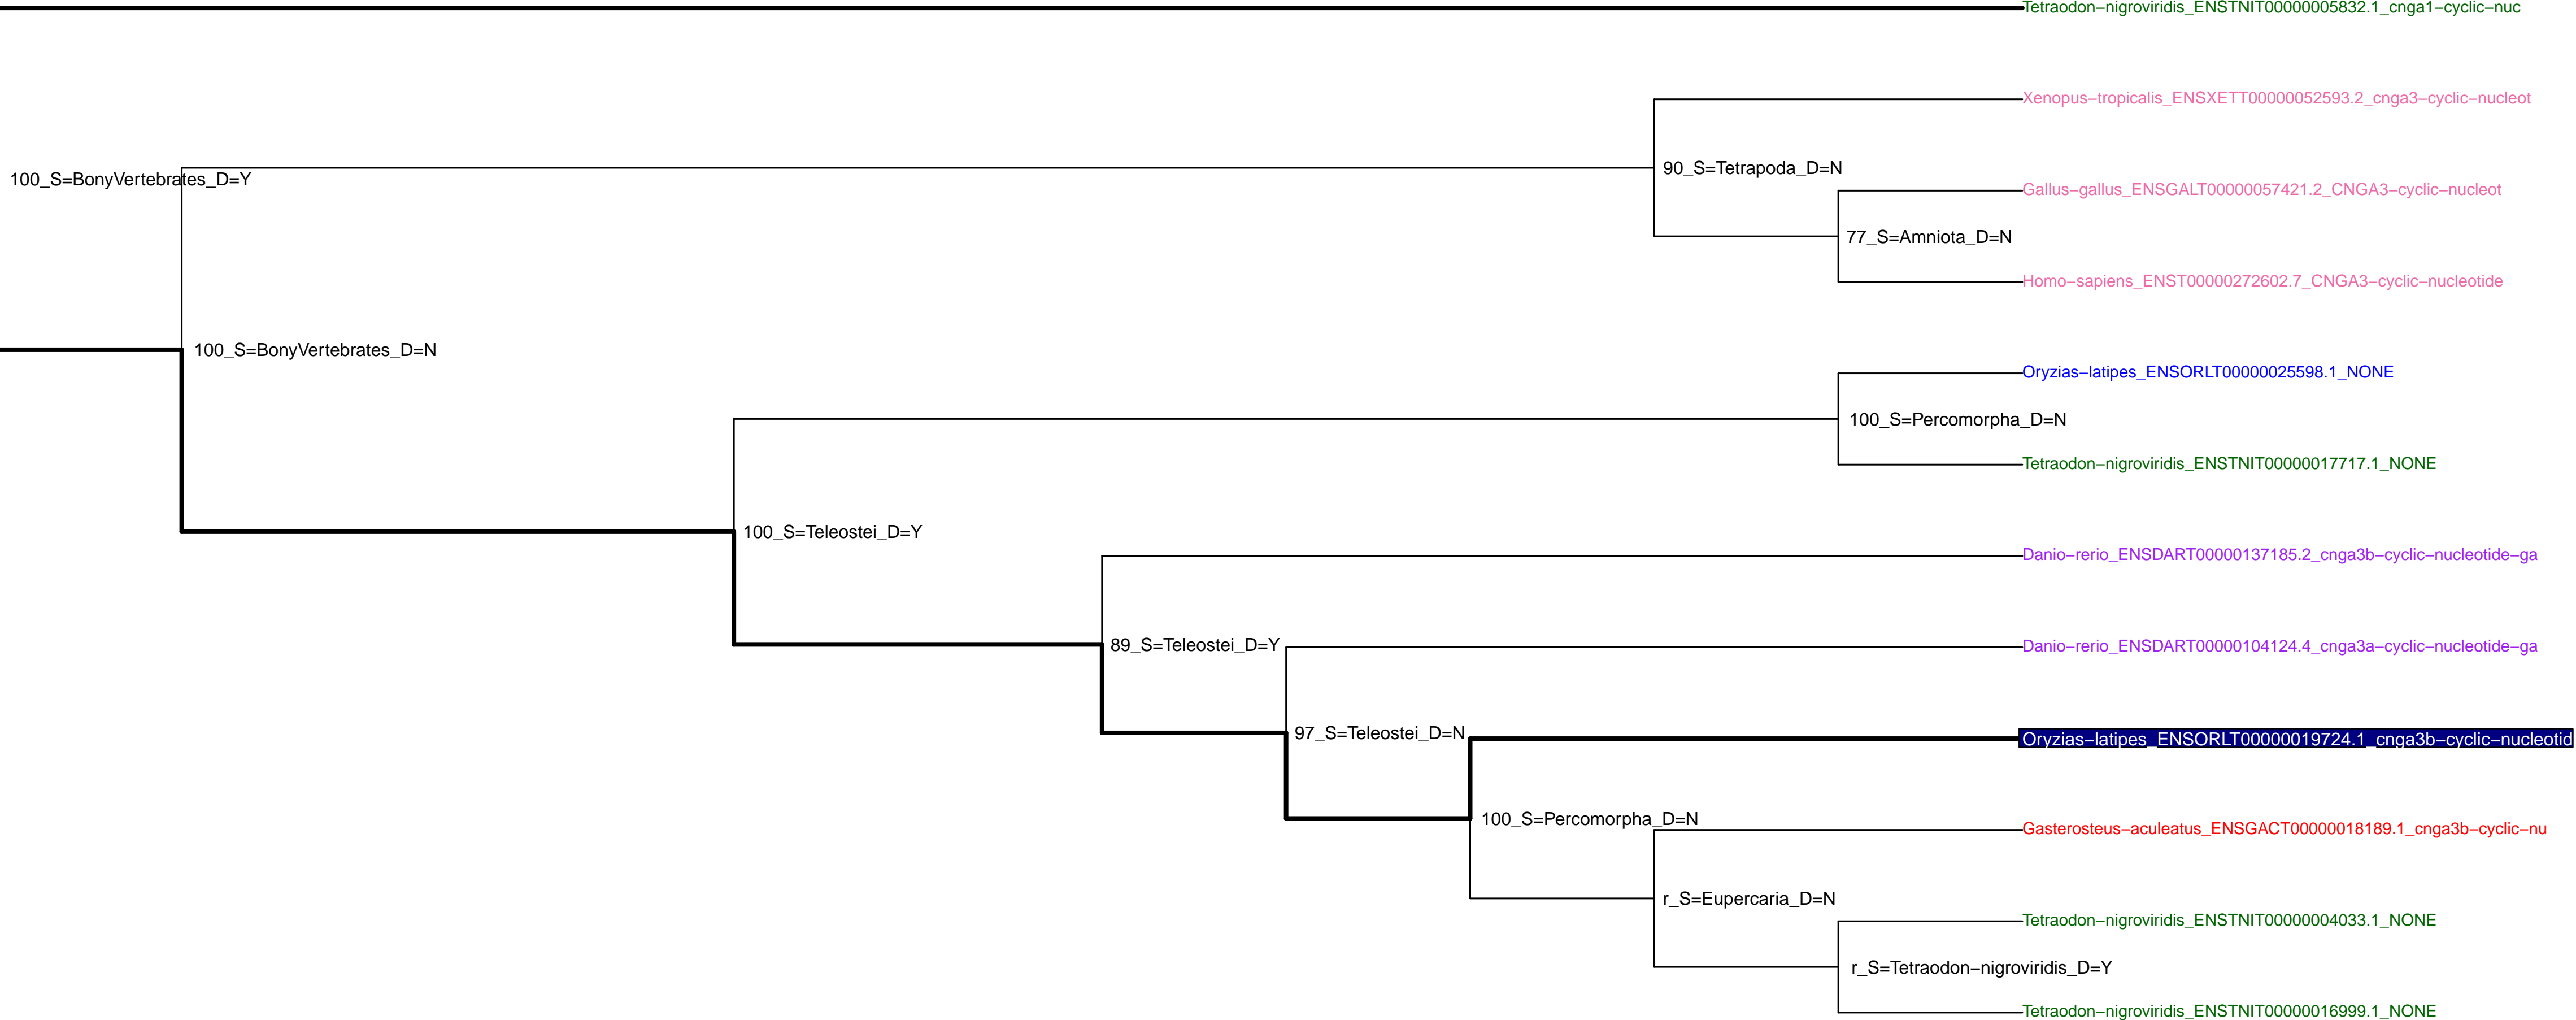 Tetraodon−nigroviridis_ENSTNIT00000005832.1_cnga1−cyclic−nuc
Xenopus−tropicalis_ENSXETT00000052593.2_cnga3−cyclic−nucleot
90_S=Tetrapoda_D=N
100_S=BonyVertebrates_D=Y
Gallus−gallus_ENSGALT00000057421.2_CNGA3−cyclic−nucleot
77_S=Amniota_D=N
Homo−sapiens_ENST00000272602.7_CNGA3−cyclic−nucleotide
100_S=BonyVertebrates_D=N
Oryzias−latipes_ENSORLT00000025598.1_NONE
100_S=Percomorpha_D=N
Tetraodon−nigroviridis_ENSTNIT00000017717.1_NONE
100_S=Teleostei_D=Y
Danio−rerio_ENSDART00000137185.2_cnga3b−cyclic−nucleotide−ga
89_S=Teleostei_D=Y
Danio−rerio_ENSDART00000104124.4_cnga3a−cyclic−nucleotide−ga
97_S=Teleostei_D=N
Oryzias−latipes_ENSORLT00000019724.1_cnga3b−cyclic−nucleotid
100_S=Percomorpha_D=N
Gasterosteus−aculeatus_ENSGACT00000018189.1_cnga3b−cyclic−nu
r_S=Eupercaria_D=N
Tetraodon−nigroviridis_ENSTNIT00000004033.1_NONE
r_S=Tetraodon−nigroviridis_D=Y
Tetraodon−nigroviridis_ENSTNIT00000016999.1_NONE